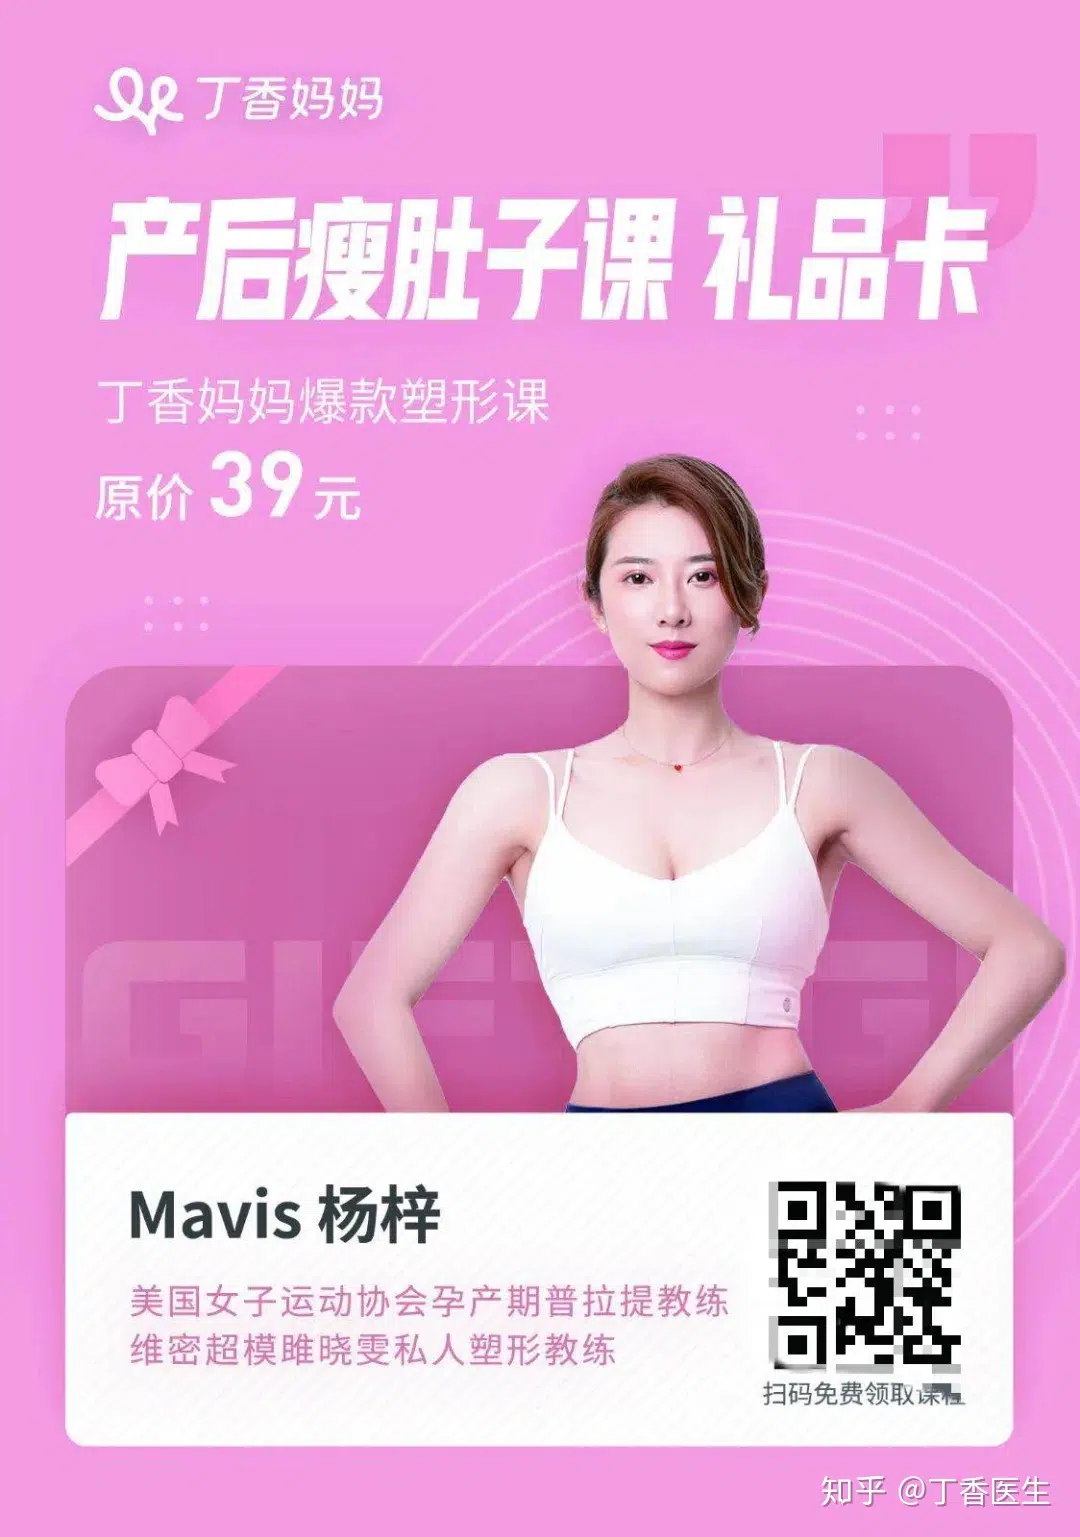 丁香妈妈
产后瘦肚子课 礼品卡
丁香妈妈爆款塑形课
原价 39 元
Mavis 杨梓
美国女子运动协会孕产期普拉提教练
维密超模雎晓雯私人塑形教练
扫码免费领取课程
知乎 @丁香医生